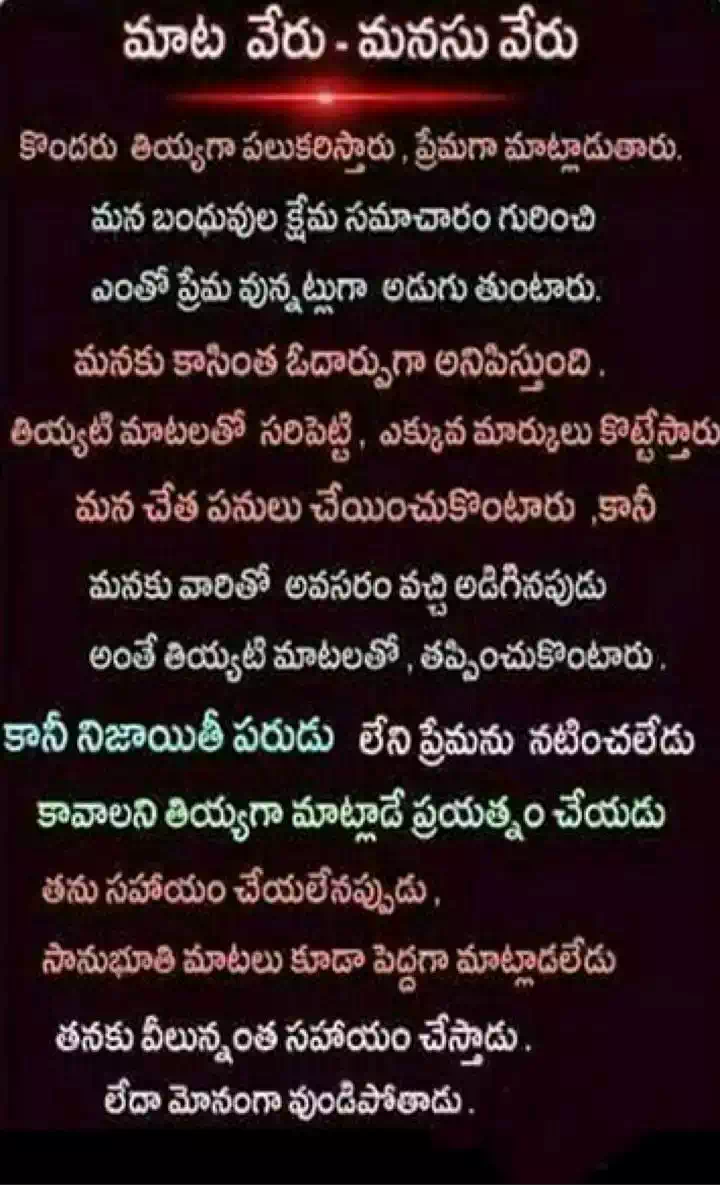 మాట వేరు - మనసు వేరు
కొందరు తియ్యగా పలుకరిస్తారు , ప్రేమగా మాట్లాడుతారు.
మన బంధువుల క్షేమ సమాచారం గురించి
ఎంతో ప్రేమ వున్నట్లుగా అడుగు తుంటారు.
మనకు కాసింత ఓదార్పుగా అనిపిస్తుంది .
తియ్యటి మాటలతో సరిపెట్టి , ఎక్కువ మార్కులు కొట్టేస్తారు
మన చేత పనులు చేయించుకొంటారు ,కానీ
మనకు వారితో అవసరం వచ్చి అడిగినపుడు
అంతే తియ్యటి మాటలతో , తప్పించుకొంటారు .
కానీ నిజాయితీ పరుడు లేని ప్రేమను నటించలేడు
కావాలని తియ్యగా మాట్లాడే ప్రయత్నం చేయడు
తను సహాయం చేయలేనప్పుడు ,
సానుభూతి మాటలు కూడా పెద్దగా మాట్లాడలేడు
తనకు వీలున్నంత సహాయం చేస్తాడు .
లేదా మోనంగా వుండిపోతాడు .